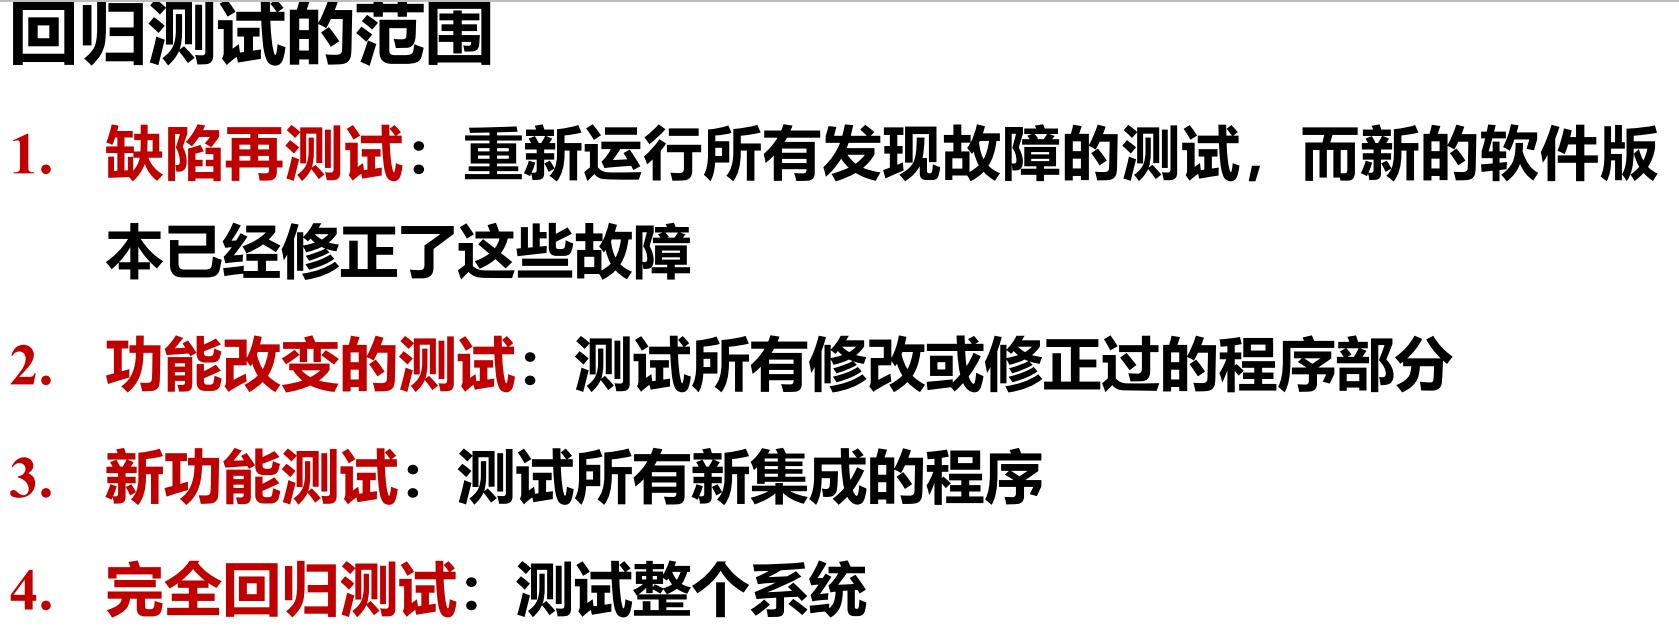 回归测试的范围
1. 缺陷再测试：重新运行所有发现故障的测试，而新的软件版
本已经修正了这些故障
2. 功能改变的测试：测试所有修改或修正过的程序部分
3. 新功能测试：测试所有新集成的程序
4. 完全回归测试：测试整个系统